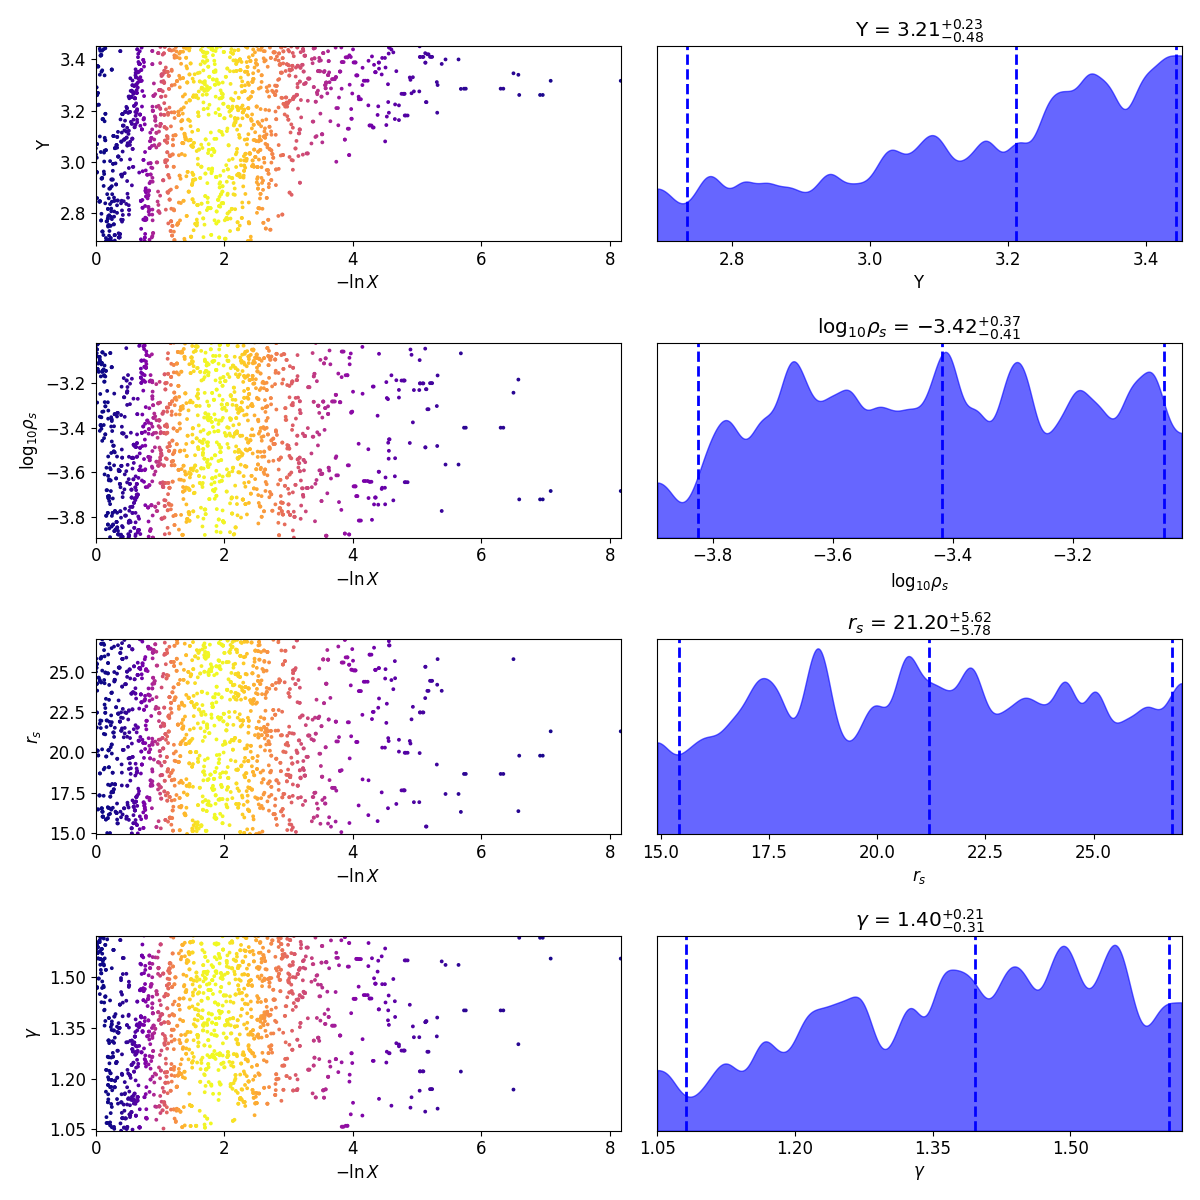 Y = 3.21^{+0.23}_{-0.48}
3.4
3.2
3.0
2.8
Y
0 2 4 6 8
−ln X
2.8 3.0 3.2 3.4
Y
log₁₀ρₛ = −3.42^{+0.37}_{−0.41}
−3.2
−3.4
−3.6
−3.8
log₁₀ρₛ
0 2 4 6 8
−ln X
−3.8 −3.6 −3.4 −3.2
log₁₀ρₛ
rₛ = 21.20^{+5.62}_{−5.78}
25.0
22.5
20.0
17.5
15.0
rₛ
0 2 4 6 8
−ln X
15.0 17.5 20.0 22.5 25.0
rₛ
γ = 1.40^{+0.21}_{−0.31}
1.50
1.35
1.20
1.05
γ
0 2 4 6 8
−ln X
1.05 1.20 1.35 1.50
γ